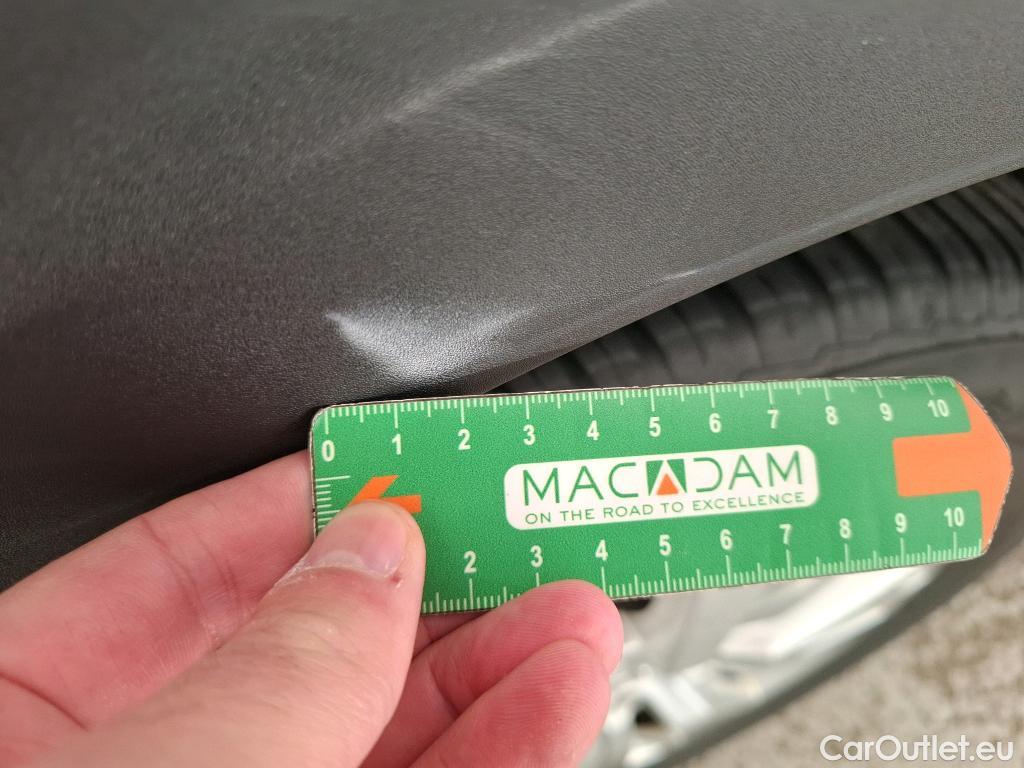 0 1 2 3 4 5 6 7 8 9 10
MACADAM
ON THE ROAD TO EXCELLENCE
2 3 4 5 6 7 8 9 10
CarOutlet.eu